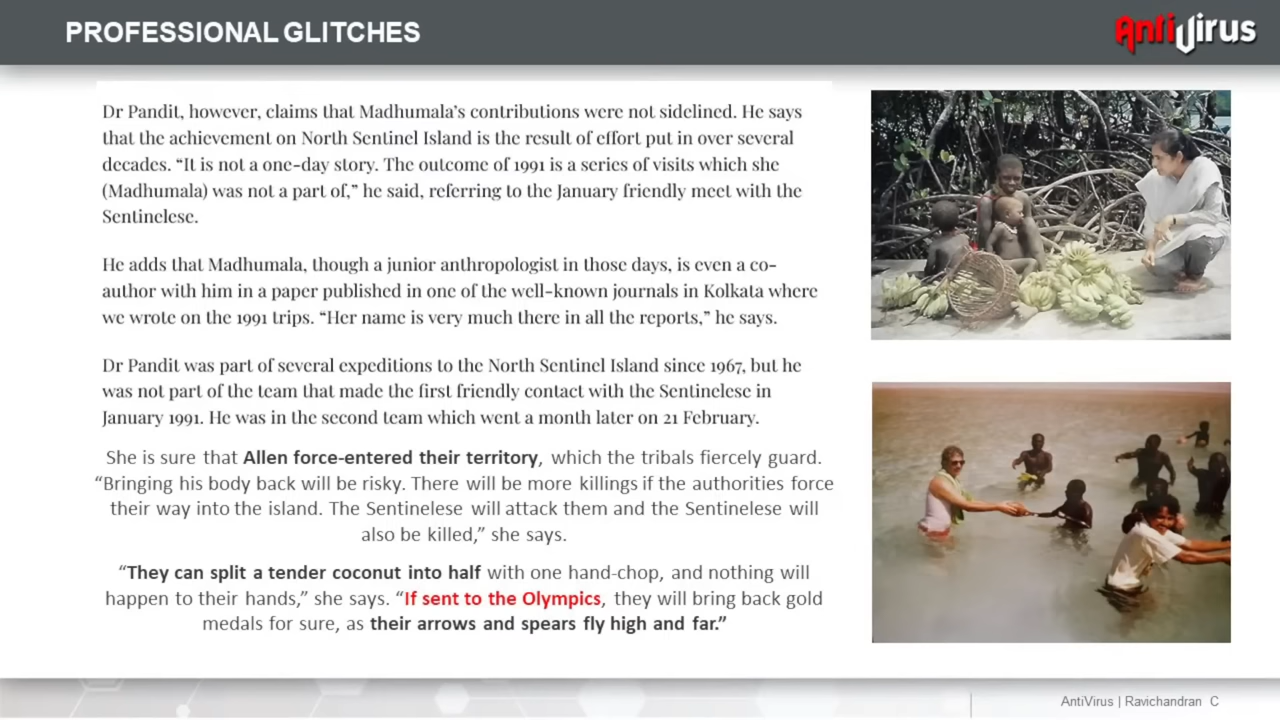 PROFESSIONAL GLITCHES
AntiVirus
Dr Pandit, however, claims that Madhumala’s contributions were not sidelined. He says
that the achievement on North Sentinel Island is the result of effort put in over several
decades. “It is not a one-day story. The outcome of 1991 is a series of visits which she
(Madhumala) was not a part of,” he said, referring to the January friendly meet with the
Sentinelese.
He adds that Madhumala, though a junior anthropologist in those days, is even a co-
author with him in a paper published in one of the well-known journals in Kolkata where
we wrote on the 1991 trips. “Her name is very much there in all the reports,” he says.
Dr Pandit was part of several expeditions to the North Sentinel Island since 1967, but he
was not part of the team that made the first friendly contact with the Sentinelese in
January 1991. He was in the second team which went a month later on 21 February.
She is sure that Allen force-entered their territory, which the tribals fiercely guard.
“Bringing his body back will be risky. There will be more killings if the authorities force
their way into the island. The Sentinelese will attack them and the Sentinelese will
also be killed,” she says.
“They can split a tender coconut into half with one hand-chop, and nothing will
happen to their hands,” she says. “If sent to the Olympics, they will bring back gold
medals for sure, as their arrows and spears fly high and far.”
AntiVirus | Ravichandran C